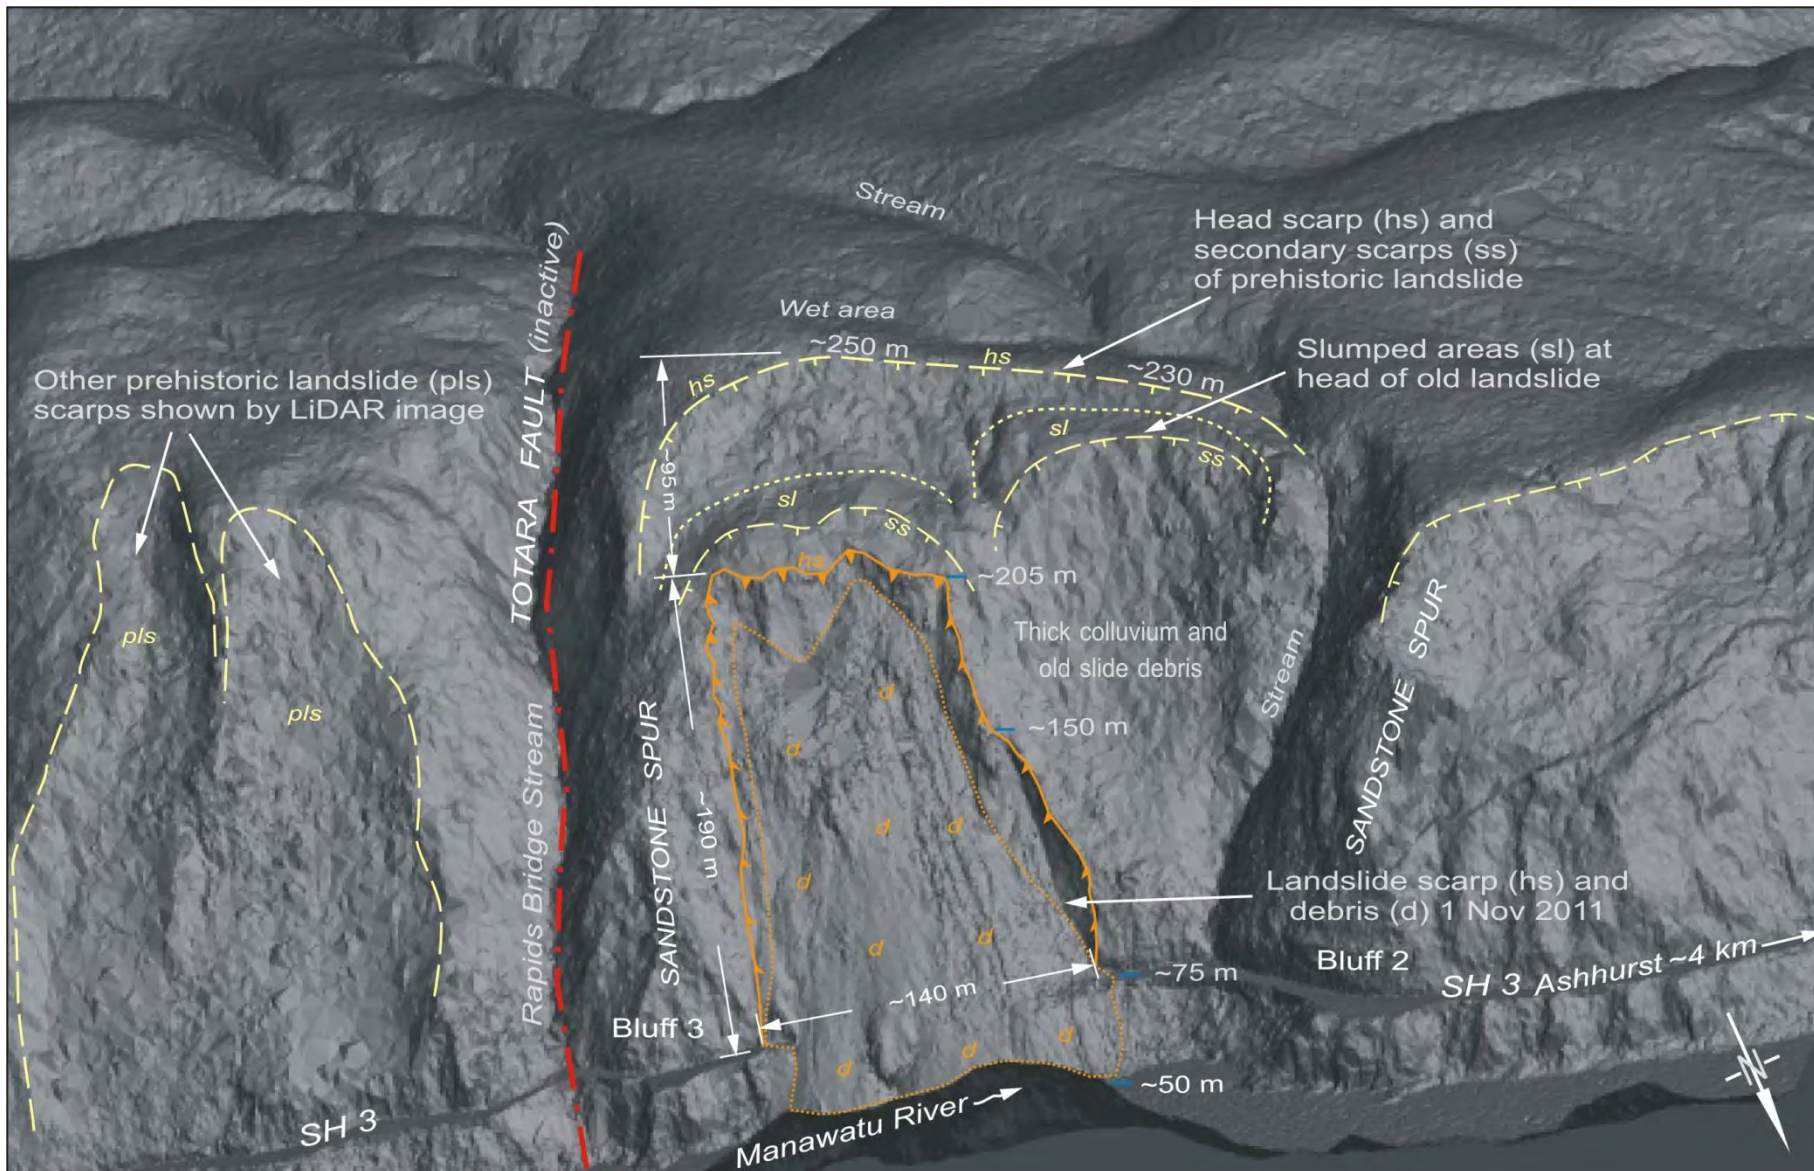 Stream
Head scarp (hs) and
secondary scarps (ss)
of prehistoric landslide
Wet area
~250 m
hs
hs
~230 m
Slumped areas (sl) at
head of old landslide
Other prehistoric landslide (pls)
scarps shown by LiDAR image
TOTARA FAULT (inactive)
~95 m
sl
ss
sl
ss
hs
~205 m
Thick colluvium and
old slide debris
~150 m
Stream
SANDSTONE SPUR
pls
pls
SANDSTONE SPUR
Rapids Bridge Stream
~190 m
d
d
d
d
d
d
d
Landslide scarp (hs) and
debris (d) 1 Nov 2011
~75 m
~140 m
Bluff 2
SH 3 Ashhurst ~4 km
Bluff 3
d
d
d
~50 m
SH 3
Manawatu River
N